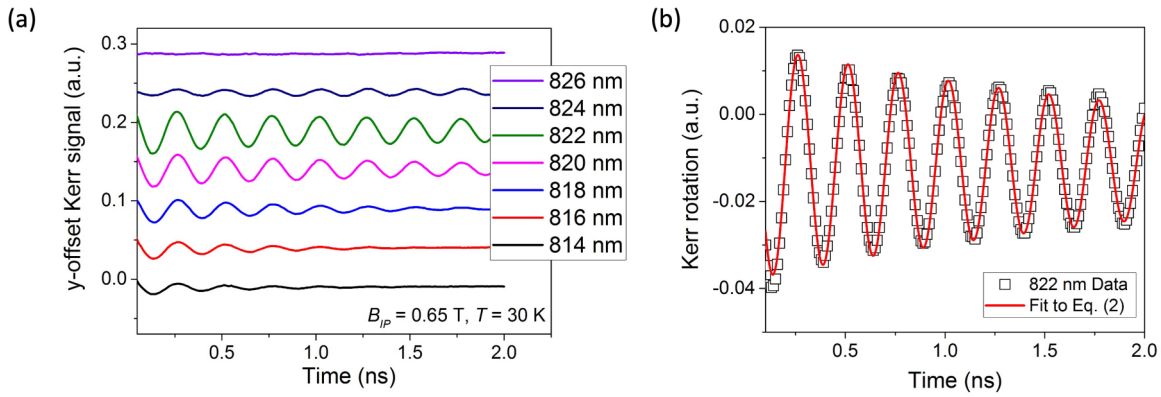 (a)
y-offset Kerr signal (a.u.)
0.3
0.2
0.1
0.0
826 nm
824 nm
822 nm
820 nm
818 nm
816 nm
814 nm
B_IP = 0.65 T, T = 30 K
0.5 1.0 1.5 2.0
Time (ns)
(b)
Kerr rotation (a.u.)
0.02
0.00
-0.02
-0.04
822 nm Data
Fit to Eq. (2)
0.5 1.0 1.5 2.0
Time (ns)